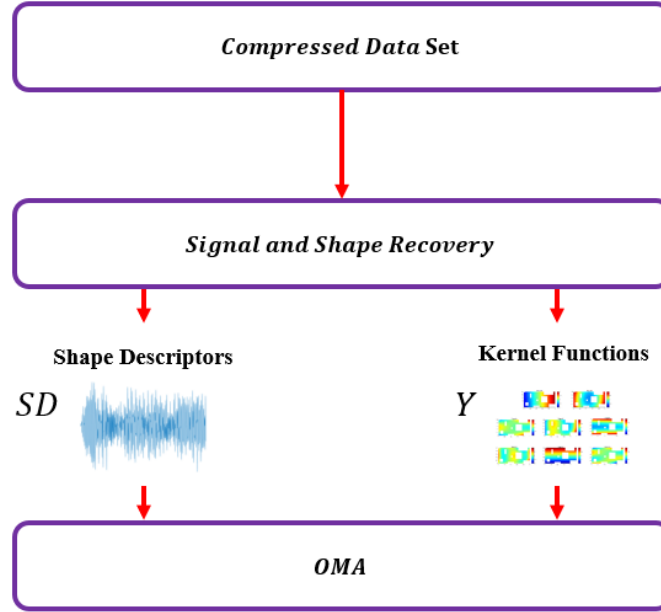 Compressed Data Set
Signal and Shape Recovery
Shape Descriptors
Kernel Functions
SD
Y
OMA